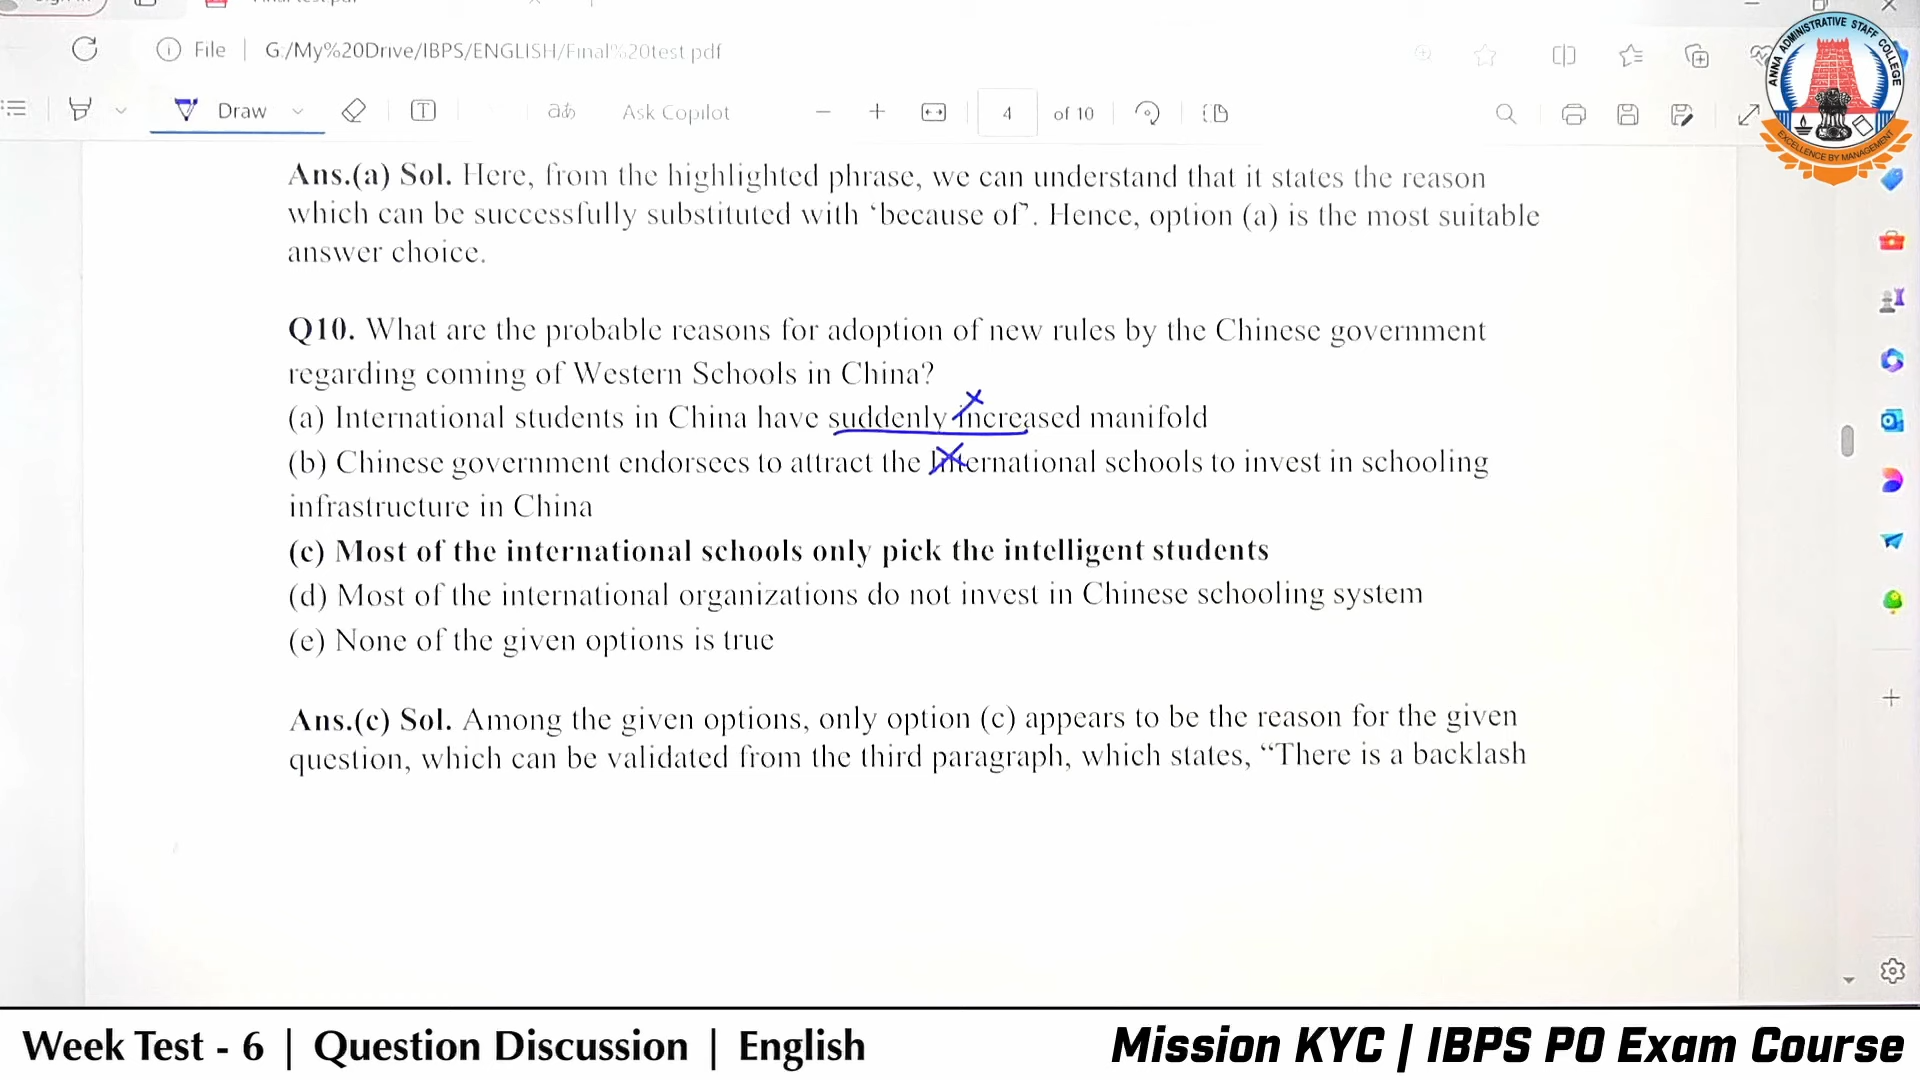 File G:/My%20Drive/IBPS/ENGLISH/Final%20test.pdf
Draw aあ Ask Copilot 4 of 10
ANNA ADMINISTRATIVE STAFF COLLEGE
EXCELLENCE BY MANAGEMENT
Ans.(a) Sol. Here, from the highlighted phrase, we can understand that it states the reason
which can be successfully substituted with ‘because of’. Hence, option (a) is the most suitable
answer choice.
Q10. What are the probable reasons for adoption of new rules by the Chinese government
regarding coming of Western Schools in China?
(a) International students in China have suddenly increased manifold
(b) Chinese government endorsees to attract the International schools to invest in schooling
infrastructure in China
(c) Most of the international schools only pick the intelligent students
(d) Most of the international organizations do not invest in Chinese schooling system
(e) None of the given options is true
Ans.(c) Sol. Among the given options, only option (c) appears to be the reason for the given
question, which can be validated from the third paragraph, which states, “There is a backlash
Week Test - 6 | Question Discussion | English
Mission KYC | IBPS PO Exam Course